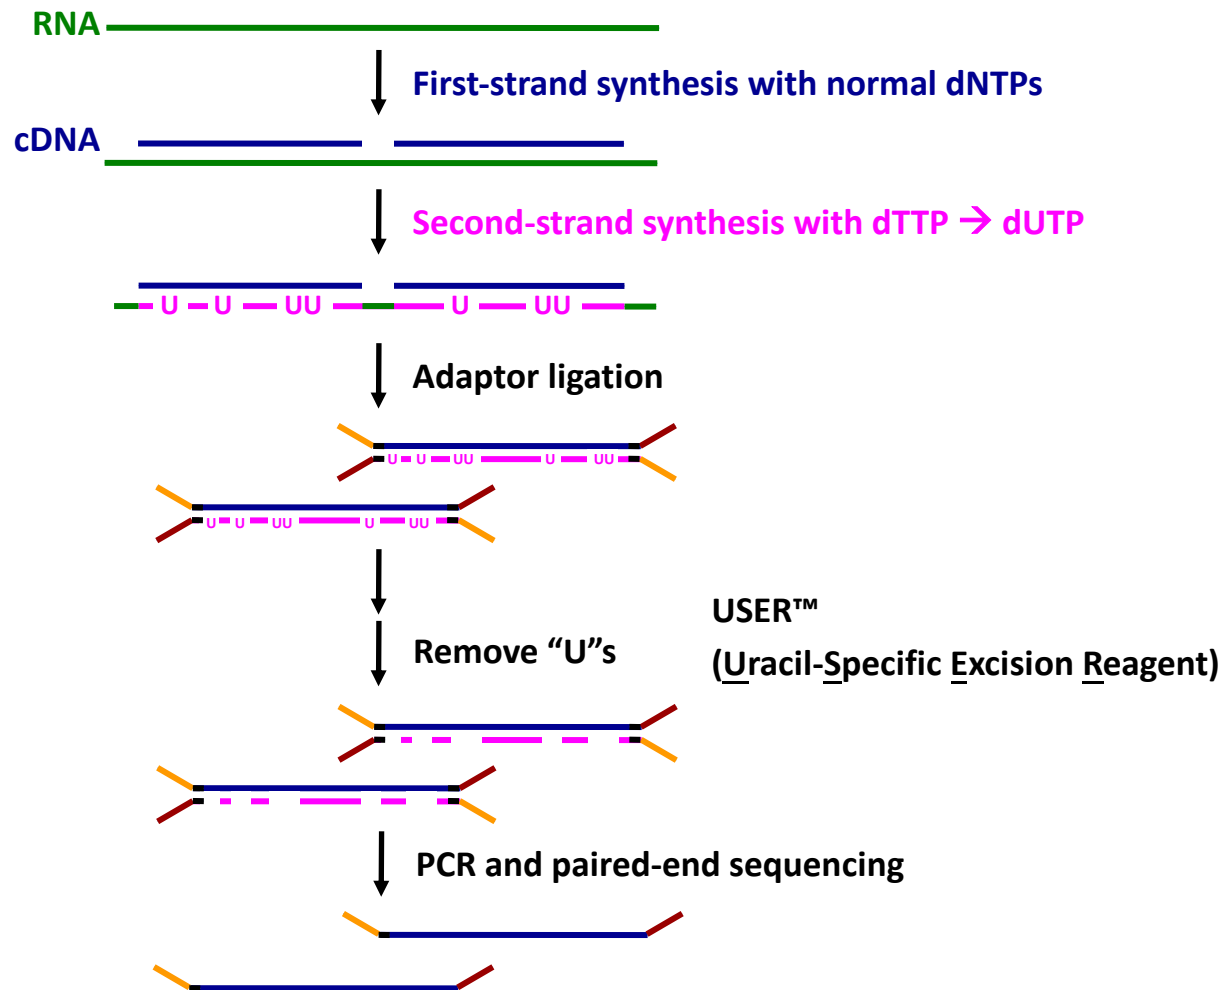 RNA
First-strand synthesis with normal dNTPs
cDNA
Second-strand synthesis with dTTP → dUTP
U U UU U UU
Adaptor ligation
U U UU U UU
U U UU U UU
USER™
Remove “U”s
(Uracil-Specific Excision Reagent)
PCR and paired-end sequencing